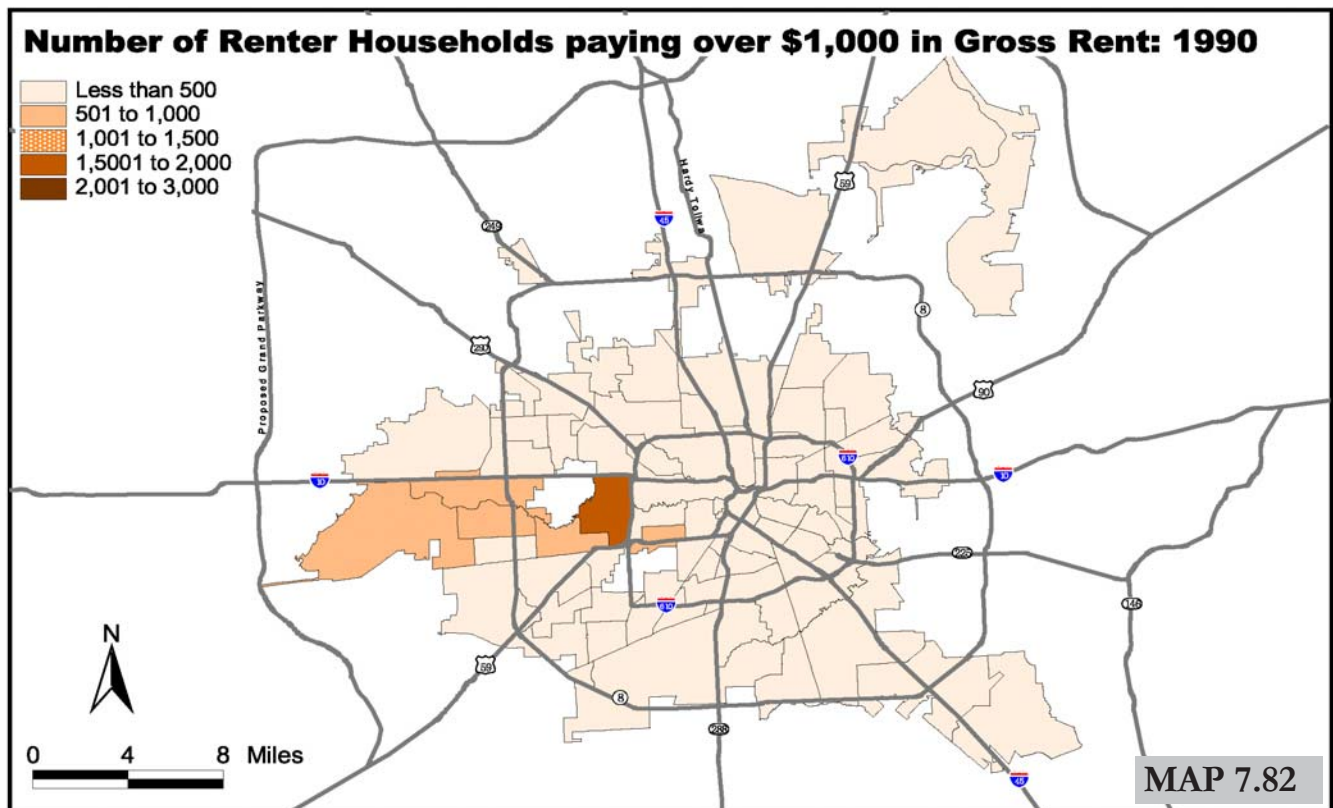 Number of Renter Households paying over $1,000 in Gross Rent: 1990
Less than 500
501 to 1,000
1,001 to 1,500
1,5001 to 2,000
2,001 to 3,000
Hardy Tollwa
59
45
249
Proposed Grand Parkway
8
290
90
610
10
10
225
146
610
N
59
8
288
0 4 8 Miles
45
MAP 7.82